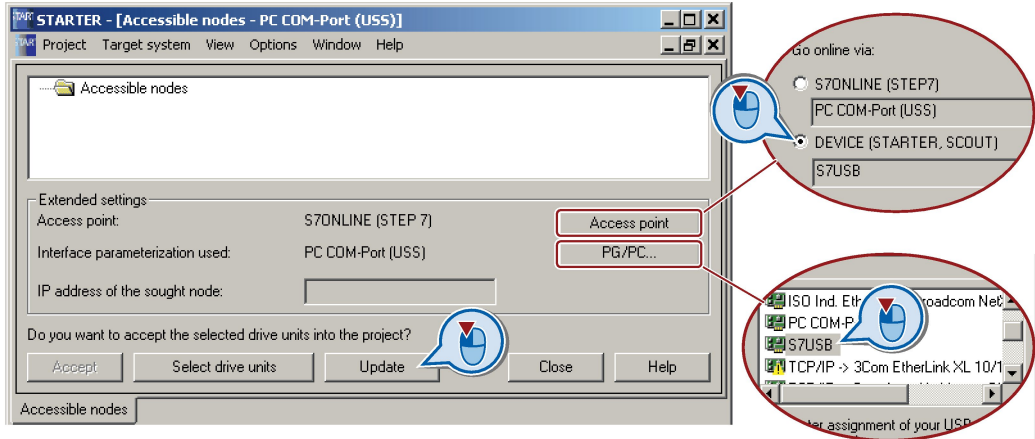 STARTER - [Accessible nodes - PC COM-Port (USS)]
Project Target system View Options Window Help
Accessible nodes
Extended settings
Access point: S7ONLINE (STEP 7) Access point
Interface parameterization used: PC COM-Port (USS) PG/PC...
IP address of the sought node:
Do you want to accept the selected drive units into the project?
Accept Select drive units Update Close Help
Accessible nodes
Go online via:
S7ONLINE (STEP7)
PC COM-Port (USS)
DEVICE (STARTER, SCOUT)
S7USB
ISO Ind. Eth
PC COM-P
S7USB
TCP/IP -> 3Com EtherLink XL 10/1
assignment of your USB